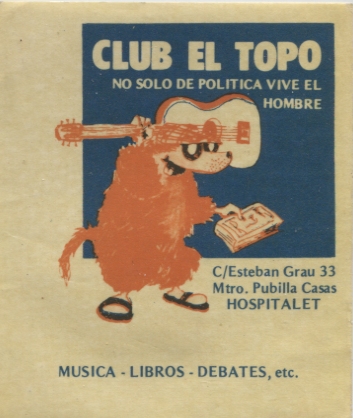 CLUB EL TOPO
NO SOLO DE POLITICA VIVE EL
HOMBRE
C/Esteban Grau 33
Mtro. Pubilla Casas
HOSPITALET
MUSICA - LIBROS - DEBATES, etc.